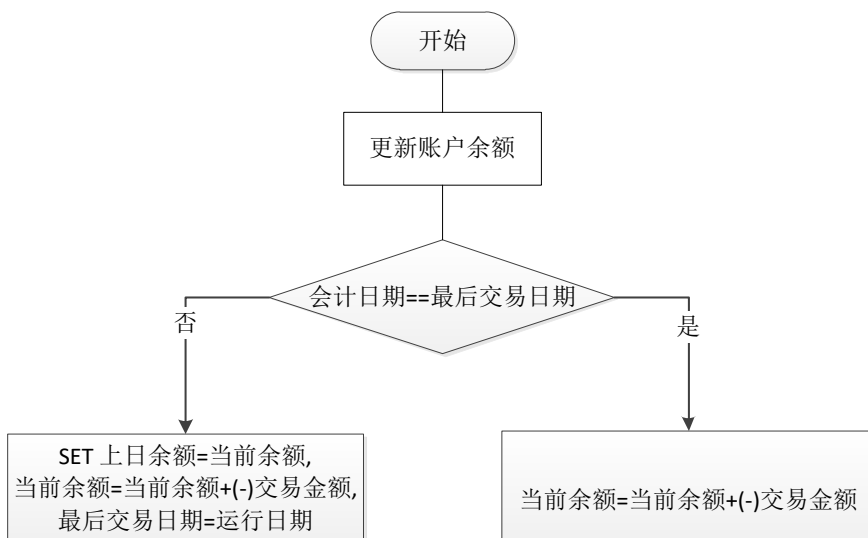 开始
更新账户余额
会计日期==最后交易日期
否
是
SET 上日余额=当前余额,
当前余额=当前余额+(-)交易金额,
最后交易日期=运行日期
当前余额=当前余额+(-)交易金额